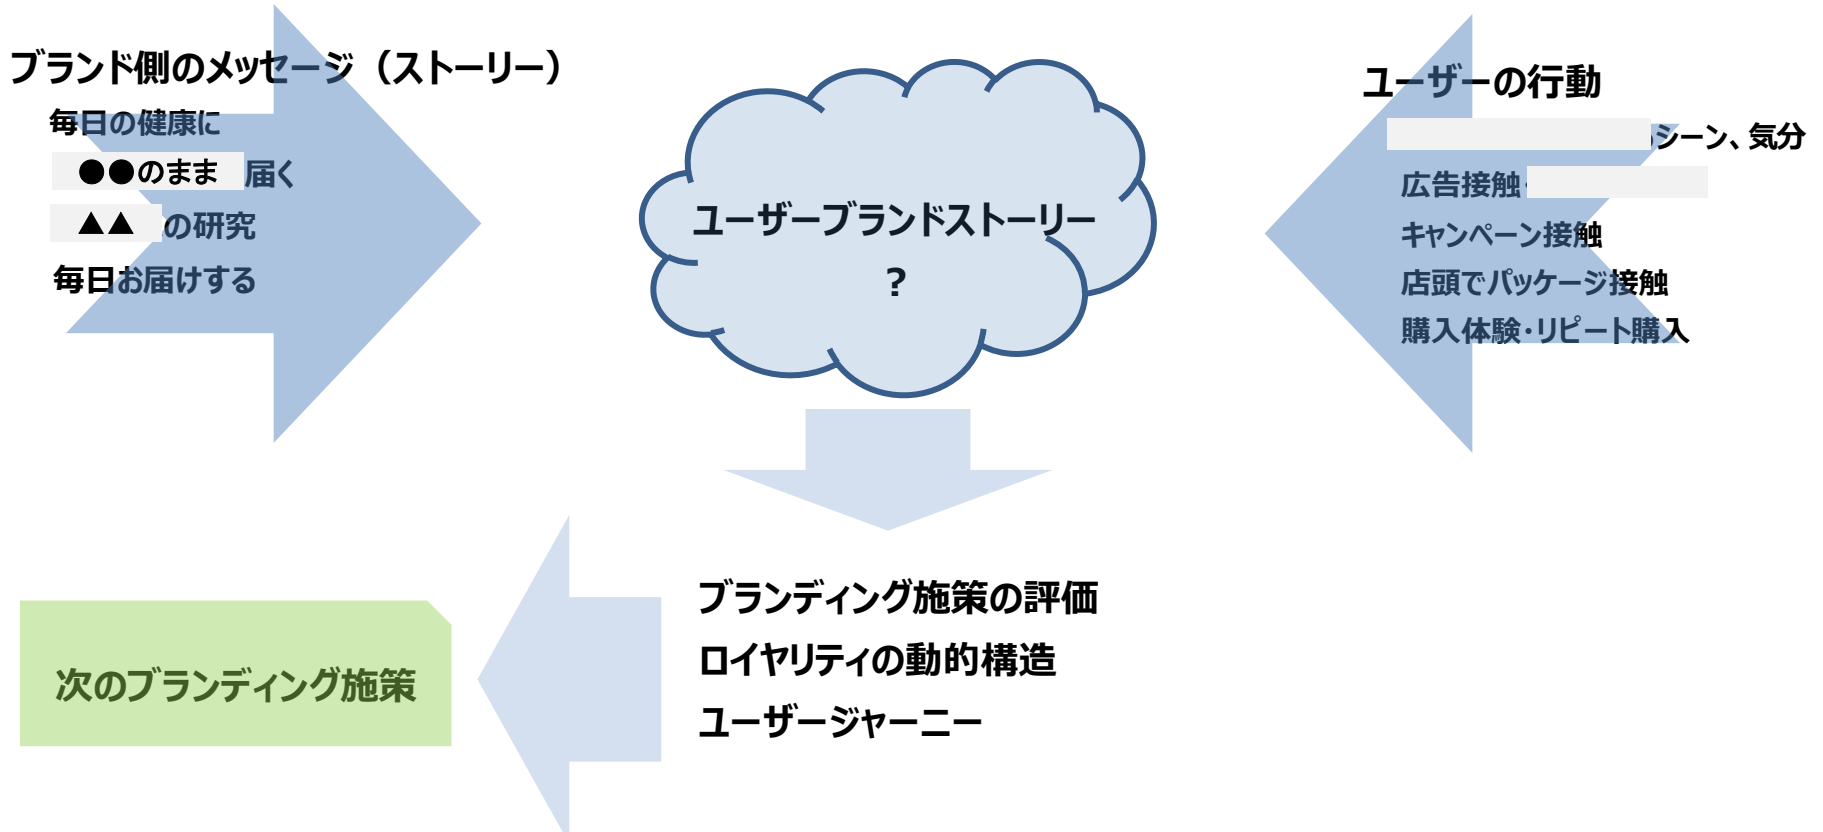 ブランド側のメッセージ（ストーリー）
毎日の健康に
●●のまま 届く
▲▲ の研究
毎日お届けする
ユーザーブランドストーリー
?
ユーザーの行動
シーン、気分
広告接触・
キャンペーン接触
店頭でパッケージ接触
購入体験・リピート購入
ブランディング施策の評価
ロイヤリティの動的構造
ユーザージャーニー
次のブランディング施策